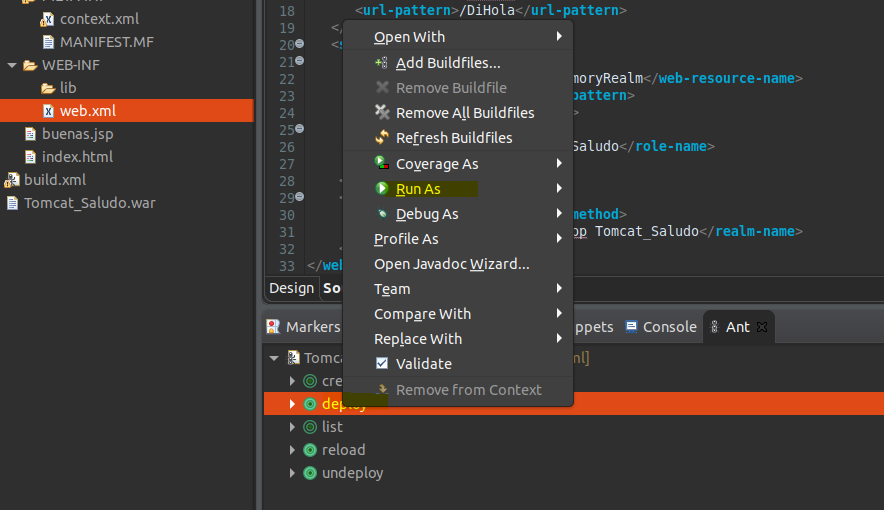 context.xml
MANIFEST.MF
WEB-INF
lib
web.xml
buenas.jsp
index.html
build.xml
Tomcat_Saludo.war
18 <url-pattern>/DiHola</url-pattern>
19 </
20 <s
21
22 moryRealm</web-resource-name>
23 pattern>
24 >
25
26 Saludo</role-name>
27
28 <
29 <
30 method>
31 op Tomcat_Saludo</realm-name>
32 <
33 </web
Open With
Add Buildfiles...
Remove Buildfile
Remove All Buildfiles
Refresh Buildfiles
Coverage As
Run As
Debug As
Profile As
Open Javadoc Wizard...
Team
Compare With
Replace With
Validate
Remove from Context
Design
So
Markers
ppets
Console
Ant
Tomca
ml]
cre
deploy
list
reload
undeploy